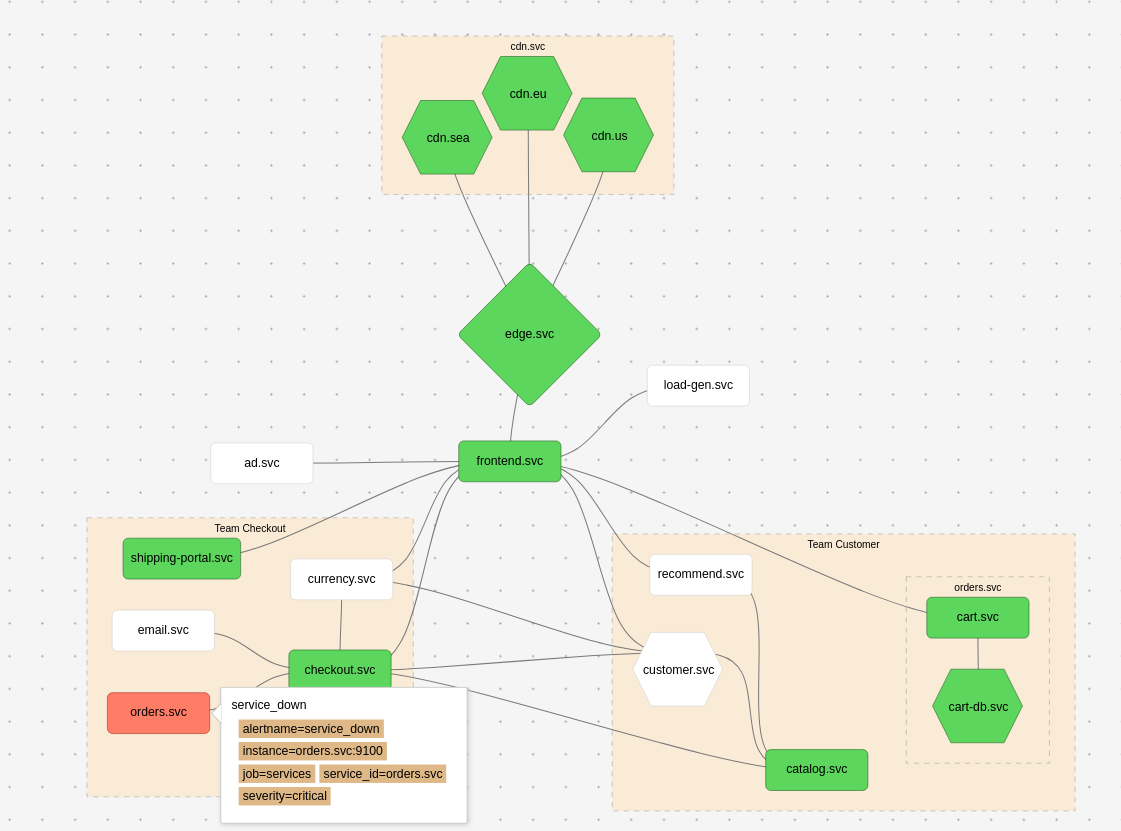 cdn.svc
cdn.eu
cdn.sea
cdn.us
edge.svc
load-gen.svc
frontend.svc
ad.svc
Team Checkout
shipping-portal.svc
currency.svc
email.svc
checkout.svc
orders.svc
service_down
alertname=service_down
instance=orders.svc:9100
job=services service_id=orders.svc
severity=critical
Team Customer
recommend.svc
orders.svc
cart.svc
customer.svc
cart-db.svc
catalog.svc